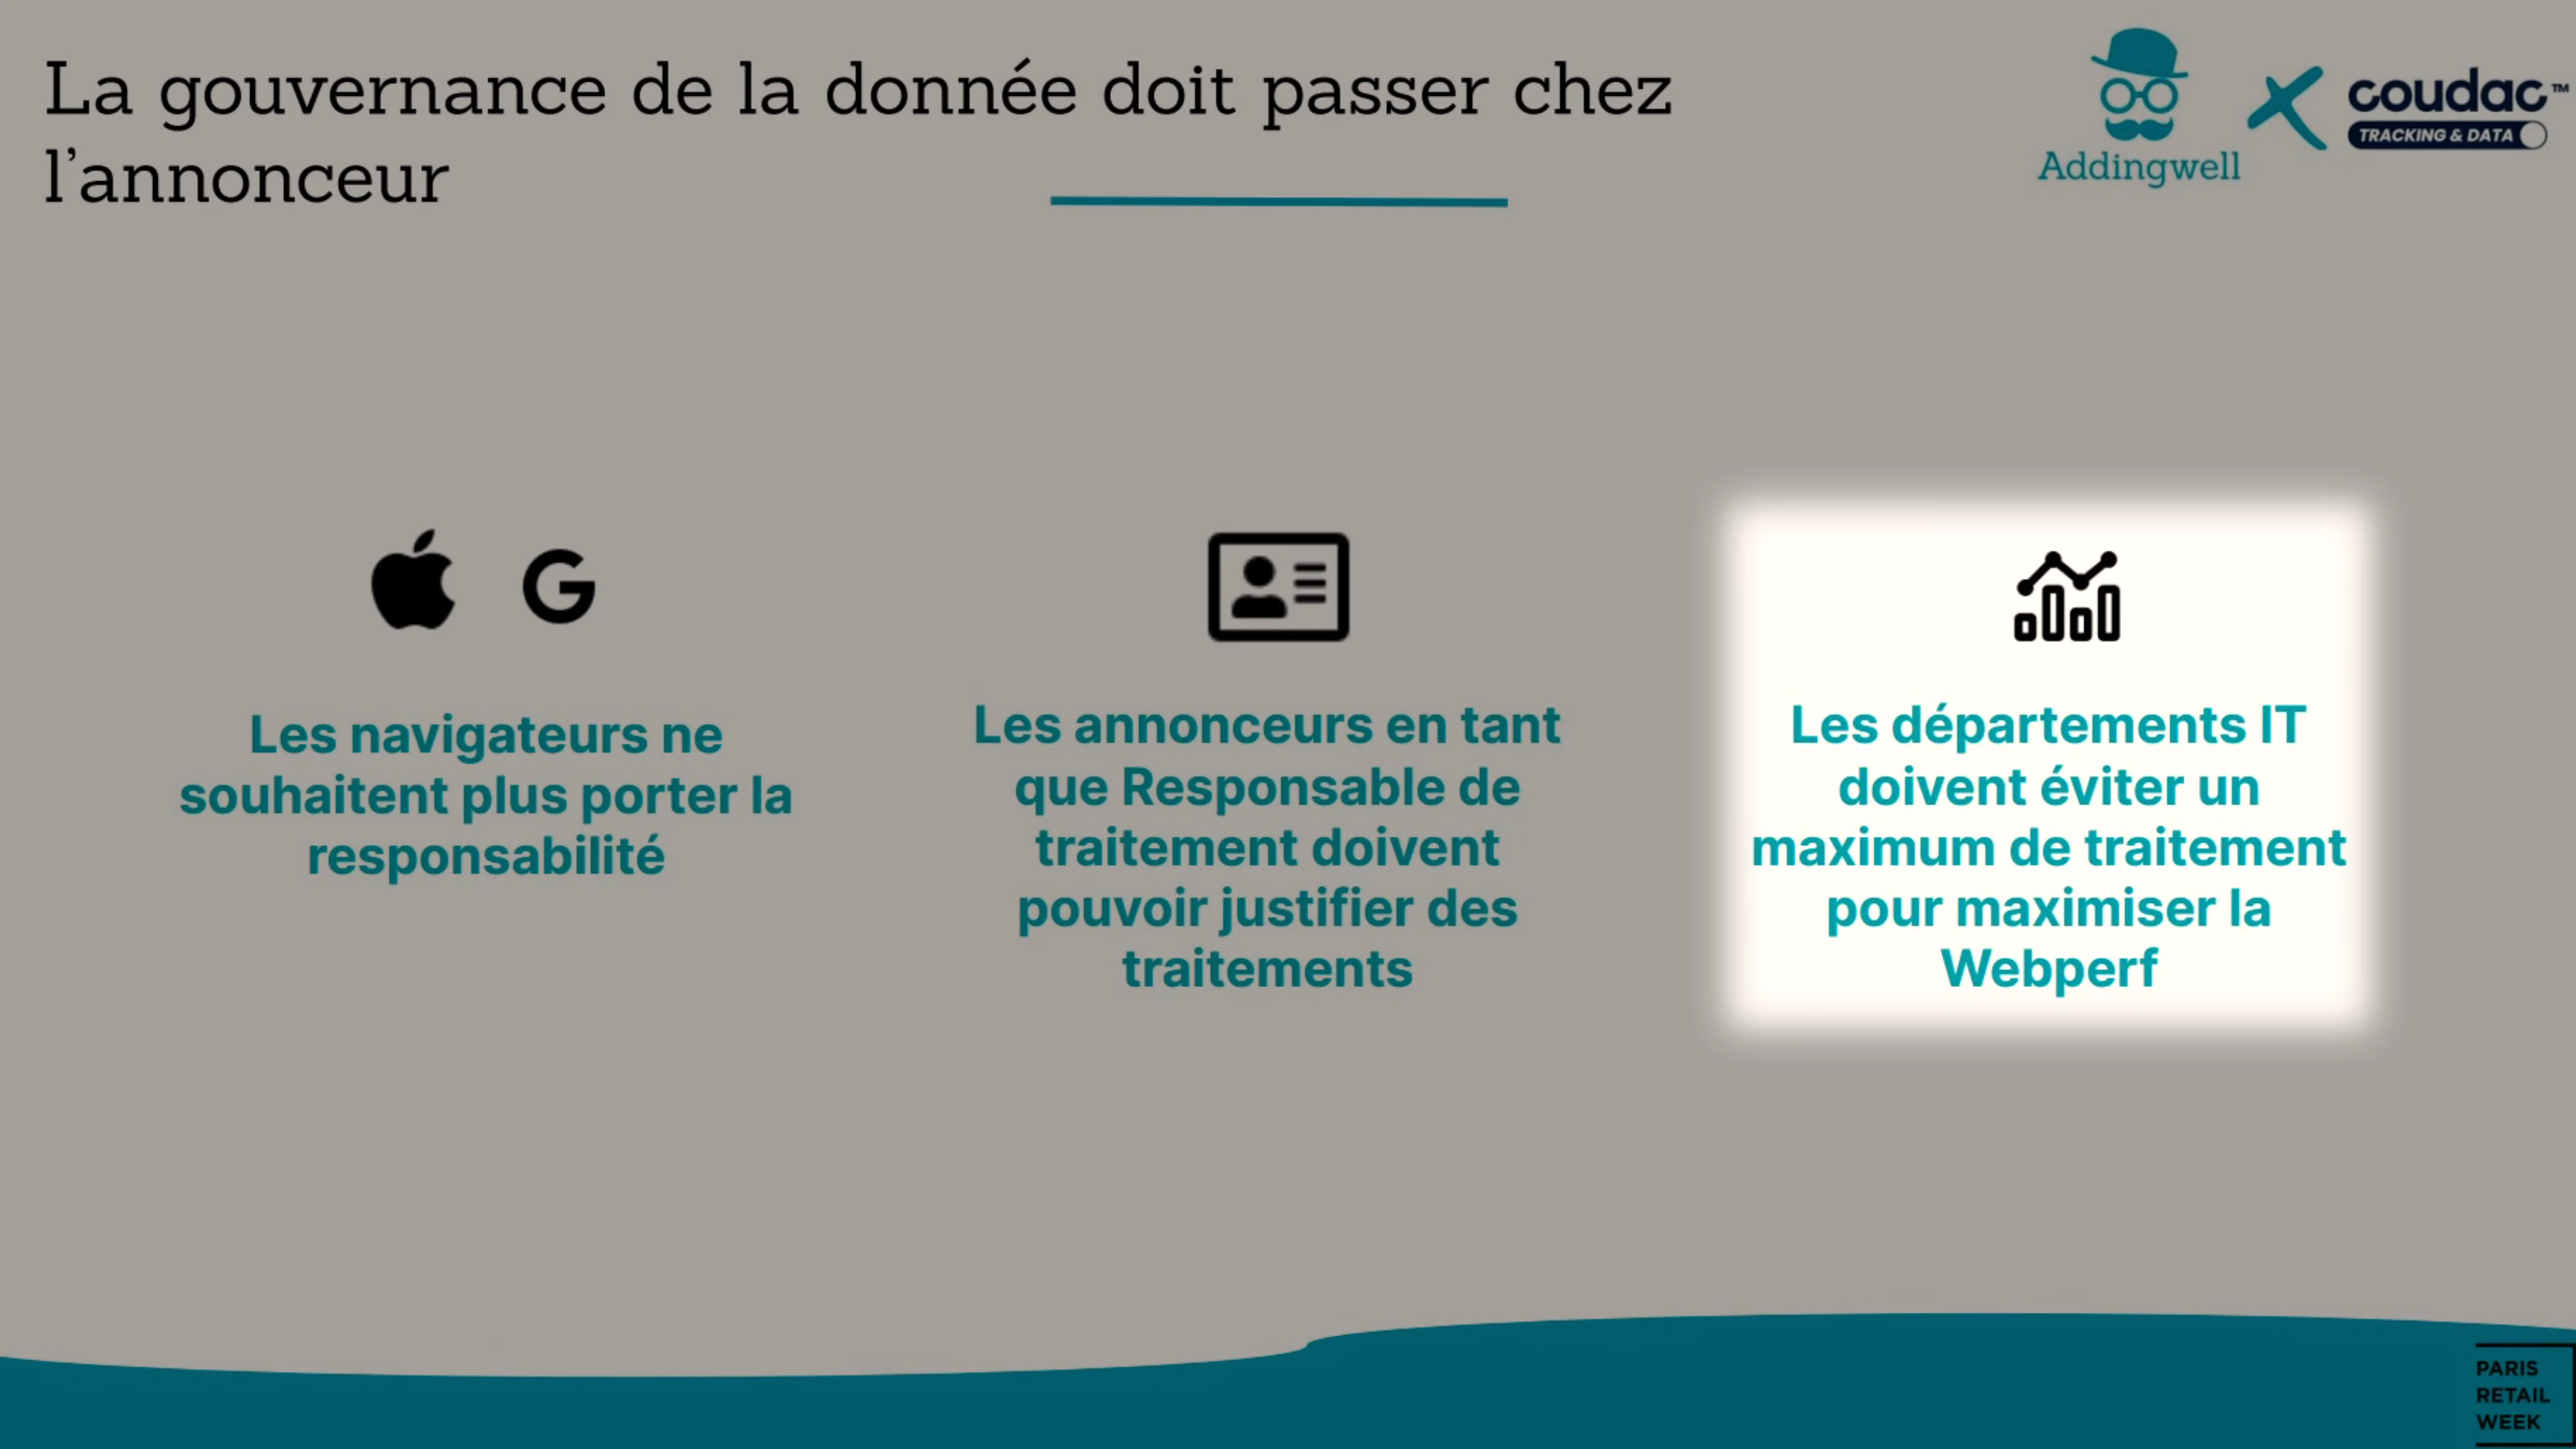 La gouvernance de la donnée doit passer chez
l’annonceur
Addingwell
coudac™
TRACKING & DATA
Les navigateurs ne
souhaitent plus porter la
responsabilité
Les annonceurs en tant
que Responsable de
traitement doivent
pouvoir justifier des
traitements
Les départements IT
doivent éviter un
maximum de traitement
pour maximiser la
Webperf
PARIS
RETAIL
WEEK